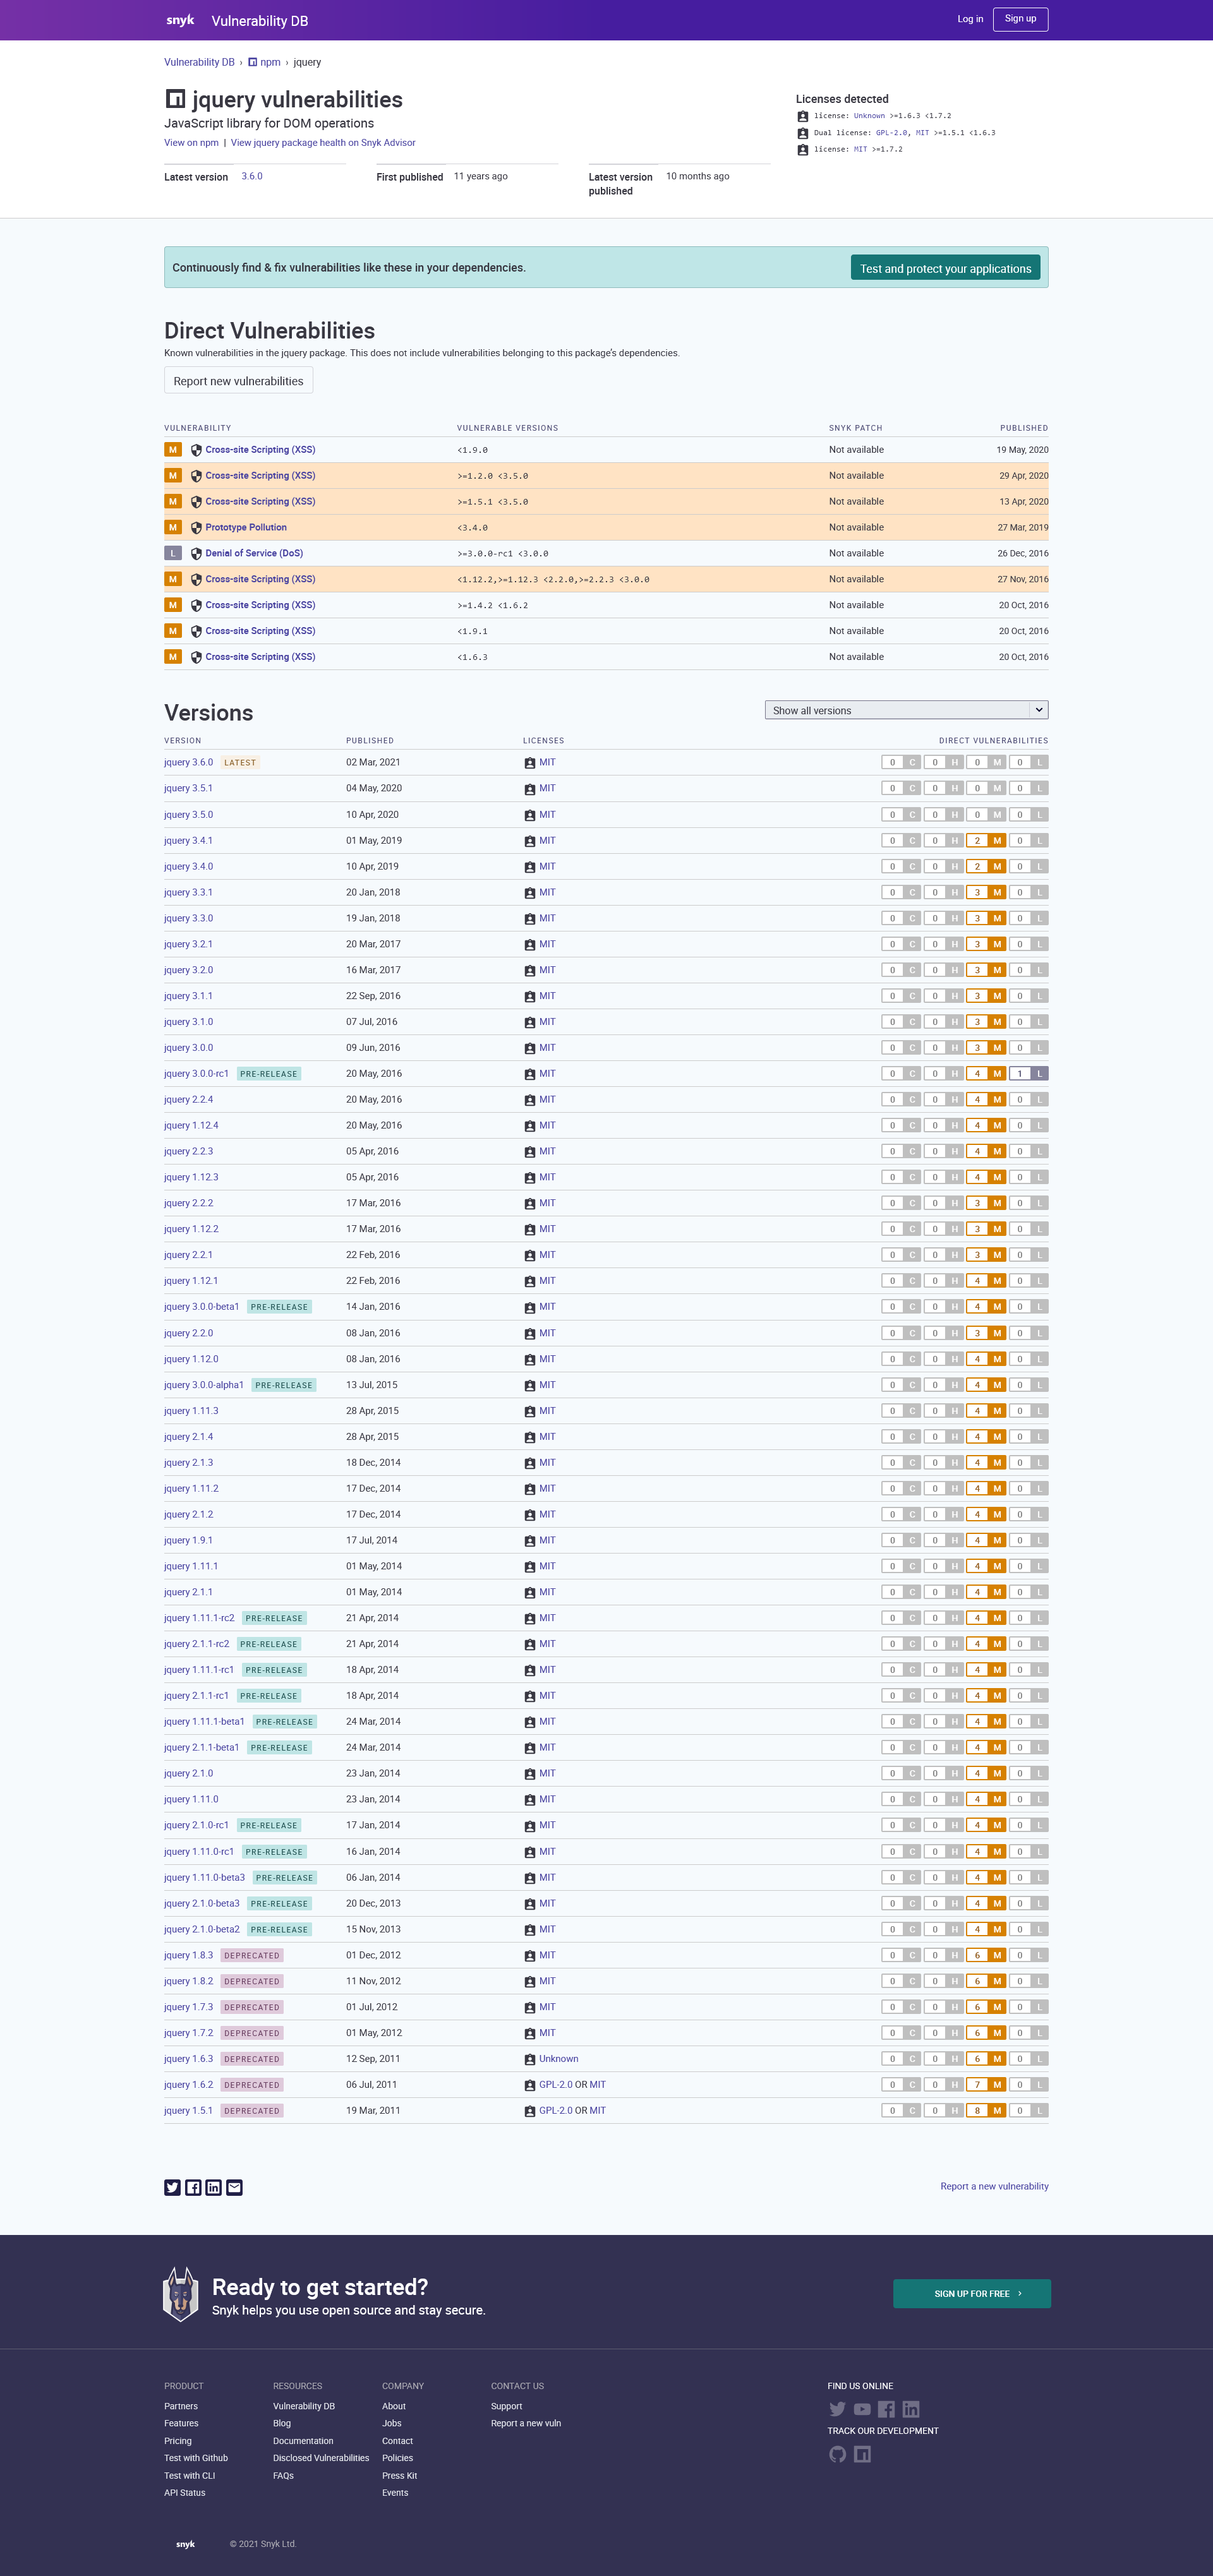 snyk Vulnerability DB Log in Sign up
Vulnerability DB › npm › jquery
jquery vulnerabilities
JavaScript library for DOM operations
View on npm | View jquery package health on Snyk Advisor
Latest version 3.6.0
First published 11 years ago
Latest version published 10 months ago
Licenses detected
license: Unknown >=1.6.3 <1.7.2
Dual license: GPL-2.0, MIT >=1.5.1 <1.6.3
license: MIT >=1.7.2
Continuously find & fix vulnerabilities like these in your dependencies. Test and protect your applications
Direct Vulnerabilities
Known vulnerabilities in the jquery package. This does not include vulnerabilities belonging to this package's dependencies.
Report new vulnerabilities
VULNERABILITY VULNERABLE VERSIONS SNYK PATCH PUBLISHED
M Cross-site Scripting (XSS) <1.9.0 Not available 19 May, 2020
M Cross-site Scripting (XSS) >=1.2.0 <3.5.0 Not available 29 Apr, 2020
M Cross-site Scripting (XSS) >=1.5.1 <3.5.0 Not available 13 Apr, 2020
M Prototype Pollution <3.4.0 Not available 27 Mar, 2019
L Denial of Service (DoS) >=3.0.0-rc1 <3.0.0 Not available 26 Dec, 2016
M Cross-site Scripting (XSS) <1.12.2,>=1.12.3 <2.2.0,>=2.2.3 <3.0.0 Not available 27 Nov, 2016
M Cross-site Scripting (XSS) >=1.4.2 <1.6.2 Not available 20 Oct, 2016
M Cross-site Scripting (XSS) <1.9.1 Not available 20 Oct, 2016
M Cross-site Scripting (XSS) <1.6.3 Not available 20 Oct, 2016
Versions Show all versions
VERSION PUBLISHED LICENSES DIRECT VULNERABILITIES
jquery 3.6.0 LATEST 02 Mar, 2021 MIT 0 C 0 H 0 M 0 L
jquery 3.5.1 04 May, 2020 MIT 0 C 0 H 0 M 0 L
jquery 3.5.0 10 Apr, 2020 MIT 0 C 0 H 0 M 0 L
jquery 3.4.1 01 May, 2019 MIT 0 C 0 H 2 M 0 L
jquery 3.4.0 10 Apr, 2019 MIT 0 C 0 H 2 M 0 L
jquery 3.3.1 20 Jan, 2018 MIT 0 C 0 H 3 M 0 L
jquery 3.3.0 19 Jan, 2018 MIT 0 C 0 H 3 M 0 L
jquery 3.2.1 20 Mar, 2017 MIT 0 C 0 H 3 M 0 L
jquery 3.2.0 16 Mar, 2017 MIT 0 C 0 H 3 M 0 L
jquery 3.1.1 22 Sep, 2016 MIT 0 C 0 H 3 M 0 L
jquery 3.1.0 07 Jul, 2016 MIT 0 C 0 H 3 M 0 L
jquery 3.0.0 09 Jun, 2016 MIT 0 C 0 H 3 M 0 L
jquery 3.0.0-rc1 PRE-RELEASE 20 May, 2016 MIT 0 C 0 H 4 M 1 L
jquery 2.2.4 20 May, 2016 MIT 0 C 0 H 4 M 0 L
jquery 1.12.4 20 May, 2016 MIT 0 C 0 H 4 M 0 L
jquery 2.2.3 05 Apr, 2016 MIT 0 C 0 H 4 M 0 L
jquery 1.12.3 05 Apr, 2016 MIT 0 C 0 H 4 M 0 L
jquery 2.2.2 17 Mar, 2016 MIT 0 C 0 H 3 M 0 L
jquery 1.12.2 17 Mar, 2016 MIT 0 C 0 H 3 M 0 L
jquery 2.2.1 22 Feb, 2016 MIT 0 C 0 H 3 M 0 L
jquery 1.12.1 22 Feb, 2016 MIT 0 C 0 H 4 M 0 L
jquery 3.0.0-beta1 PRE-RELEASE 14 Jan, 2016 MIT 0 C 0 H 4 M 0 L
jquery 2.2.0 08 Jan, 2016 MIT 0 C 0 H 3 M 0 L
jquery 1.12.0 08 Jan, 2016 MIT 0 C 0 H 4 M 0 L
jquery 3.0.0-alpha1 PRE-RELEASE 13 Jul, 2015 MIT 0 C 0 H 4 M 0 L
jquery 1.11.3 28 Apr, 2015 MIT 0 C 0 H 4 M 0 L
jquery 2.1.4 28 Apr, 2015 MIT 0 C 0 H 4 M 0 L
jquery 2.1.3 18 Dec, 2014 MIT 0 C 0 H 4 M 0 L
jquery 1.11.2 17 Dec, 2014 MIT 0 C 0 H 4 M 0 L
jquery 2.1.2 17 Dec, 2014 MIT 0 C 0 H 4 M 0 L
jquery 1.9.1 17 Jul, 2014 MIT 0 C 0 H 4 M 0 L
jquery 1.11.1 01 May, 2014 MIT 0 C 0 H 4 M 0 L
jquery 2.1.1 01 May, 2014 MIT 0 C 0 H 4 M 0 L
jquery 1.11.1-rc2 PRE-RELEASE 21 Apr, 2014 MIT 0 C 0 H 4 M 0 L
jquery 2.1.1-rc2 PRE-RELEASE 21 Apr, 2014 MIT 0 C 0 H 4 M 0 L
jquery 1.11.1-rc1 PRE-RELEASE 18 Apr, 2014 MIT 0 C 0 H 4 M 0 L
jquery 2.1.1-rc1 PRE-RELEASE 18 Apr, 2014 MIT 0 C 0 H 4 M 0 L
jquery 1.11.1-beta1 PRE-RELEASE 24 Mar, 2014 MIT 0 C 0 H 4 M 0 L
jquery 2.1.1-beta1 PRE-RELEASE 24 Mar, 2014 MIT 0 C 0 H 4 M 0 L
jquery 2.1.0 23 Jan, 2014 MIT 0 C 0 H 4 M 0 L
jquery 1.11.0 23 Jan, 2014 MIT 0 C 0 H 4 M 0 L
jquery 2.1.0-rc1 PRE-RELEASE 17 Jan, 2014 MIT 0 C 0 H 4 M 0 L
jquery 1.11.0-rc1 PRE-RELEASE 16 Jan, 2014 MIT 0 C 0 H 4 M 0 L
jquery 1.11.0-beta3 PRE-RELEASE 06 Jan, 2014 MIT 0 C 0 H 4 M 0 L
jquery 2.1.0-beta3 PRE-RELEASE 20 Dec, 2013 MIT 0 C 0 H 4 M 0 L
jquery 2.1.0-beta2 PRE-RELEASE 15 Nov, 2013 MIT 0 C 0 H 4 M 0 L
jquery 1.8.3 DEPRECATED 01 Dec, 2012 MIT 0 C 0 H 6 M 0 L
jquery 1.8.2 DEPRECATED 11 Nov, 2012 MIT 0 C 0 H 6 M 0 L
jquery 1.7.3 DEPRECATED 01 Jul, 2012 MIT 0 C 0 H 6 M 0 L
jquery 1.7.2 DEPRECATED 01 May, 2012 MIT 0 C 0 H 6 M 0 L
jquery 1.6.3 DEPRECATED 12 Sep, 2011 Unknown 0 C 0 H 6 M 0 L
jquery 1.6.2 DEPRECATED 06 Jul, 2011 GPL-2.0 OR MIT 0 C 0 H 7 M 0 L
jquery 1.5.1 DEPRECATED 19 Mar, 2011 GPL-2.0 OR MIT 0 C 0 H 8 M 0 L
Report a new vulnerability
Ready to get started?
Snyk helps you use open source and stay secure.
SIGN UP FOR FREE ›
PRODUCT
Partners
Features
Pricing
Test with Github
Test with CLI
API Status
RESOURCES
Vulnerability DB
Blog
Documentation
Disclosed Vulnerabilities
FAQs
COMPANY
About
Jobs
Contact
Policies
Press Kit
Events
CONTACT US
Support
Report a new vuln
FIND US ONLINE
TRACK OUR DEVELOPMENT
snyk © 2021 Snyk Ltd.